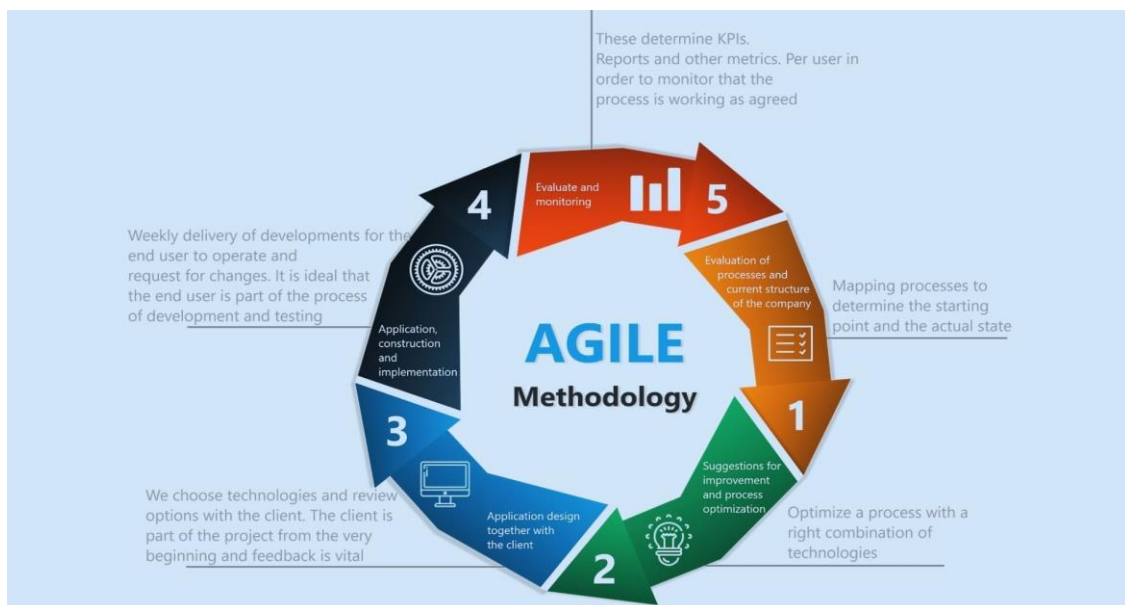 These determine KPIs.
Reports and other metrics. Per user in
order to monitor that the
process is working as agreed
4
Evaluate and
monitoring
5
Weekly delivery of developments for the
end user to operate and
request for changes. It is ideal that
the end user is part of the process
of development and testing
Evaluation of
processes and
current structure
of the company
Mapping processes to
determine the starting
point and the actual state
Application,
construction
and
implementation
AGILE
Methodology
1
3
Suggestions for
improvement
and process
optimization
We choose technologies and review
options with the client. The client is
part of the project from the very
beginning and feedback is vital
Application design
together with
the client
2
Optimize a process with a
right combination of
technologies